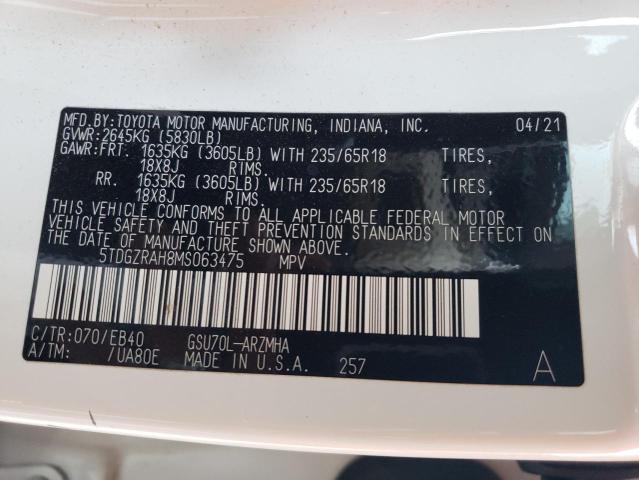 MFD.BY:TOYOTA MOTOR MANUFACTURING, INDIANA, INC. 04/21
GVWR:2645KG (5830LB)
GAWR:FRT. 1635KG (3605LB) WITH 235/65R18 TIRES,
18X8J RIMS.
RR. 1635KG (3605LB) WITH 235/65R18 TIRES,
18X8J RIMS.
THIS VEHICLE CONFORMS TO ALL APPLICABLE FEDERAL MOTOR
VEHICLE SAFETY AND THEFT PREVENTION STANDARDS IN EFFECT ON
THE DATE OF MANUFACTURE SHOWN ABOVE.
5TDGZRAH8MS063475 MPV
C/TR:070/EB40 GSU70L-ARZMHA
A/TM: /UA80E MADE IN U.S.A. 257 A